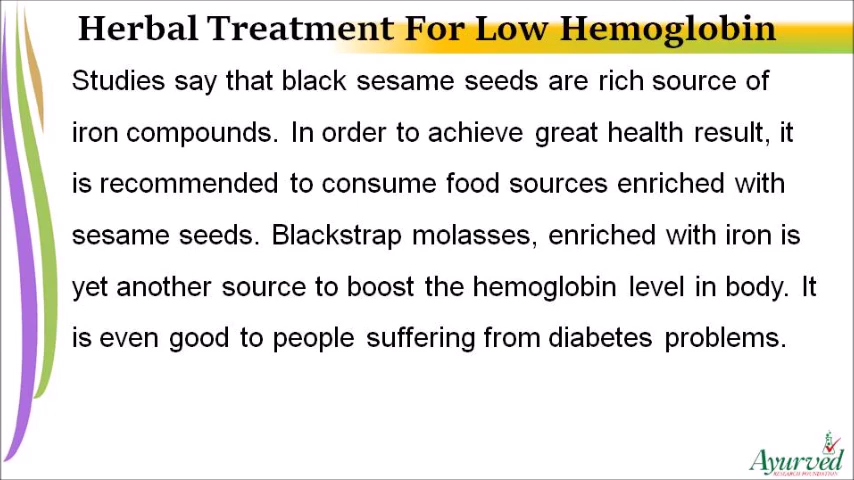 Herbal Treatment For Low Hemoglobin
Studies say that black sesame seeds are rich source of
iron compounds. In order to achieve great health result, it
is recommended to consume food sources enriched with
sesame seeds. Blackstrap molasses, enriched with iron is
yet another source to boost the hemoglobin level in body. It
is even good to people suffering from diabetes problems.
Ayurved
RESEARCH FOUNDATION